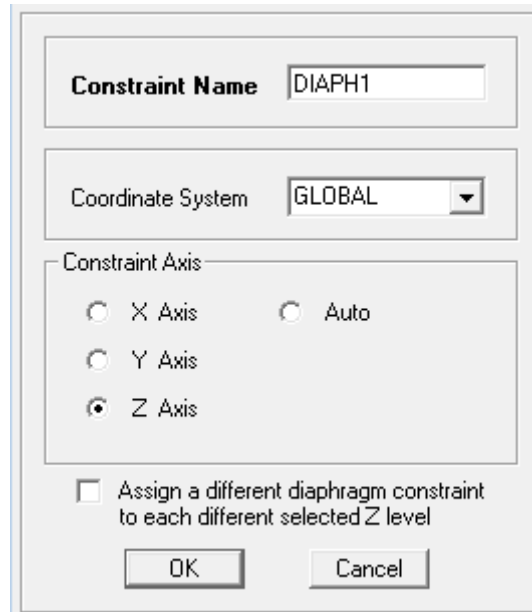 Constraint Name DIAPH1
Coordinate System GLOBAL
Constraint Axis
X Axis Auto
Y Axis
Z Axis
Assign a different diaphragm constraint
to each different selected Z level
OK Cancel